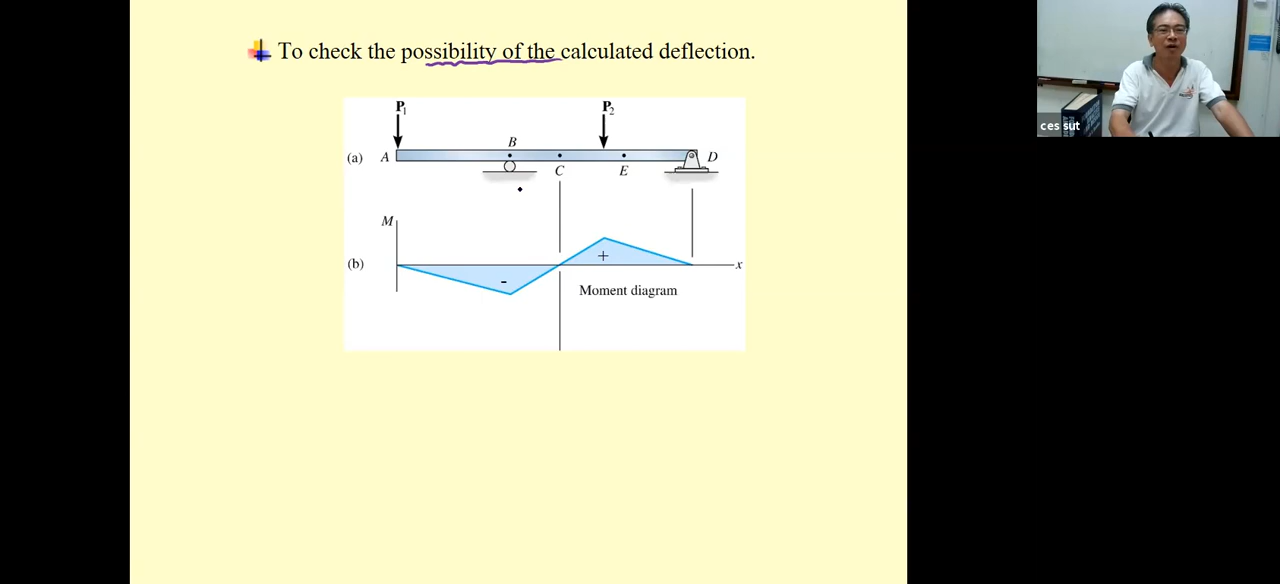 To check the possibility of the calculated deflection.
P1 P2
B
(a) A D
C E
M
+
(b) x
-
Moment diagram
ces sut